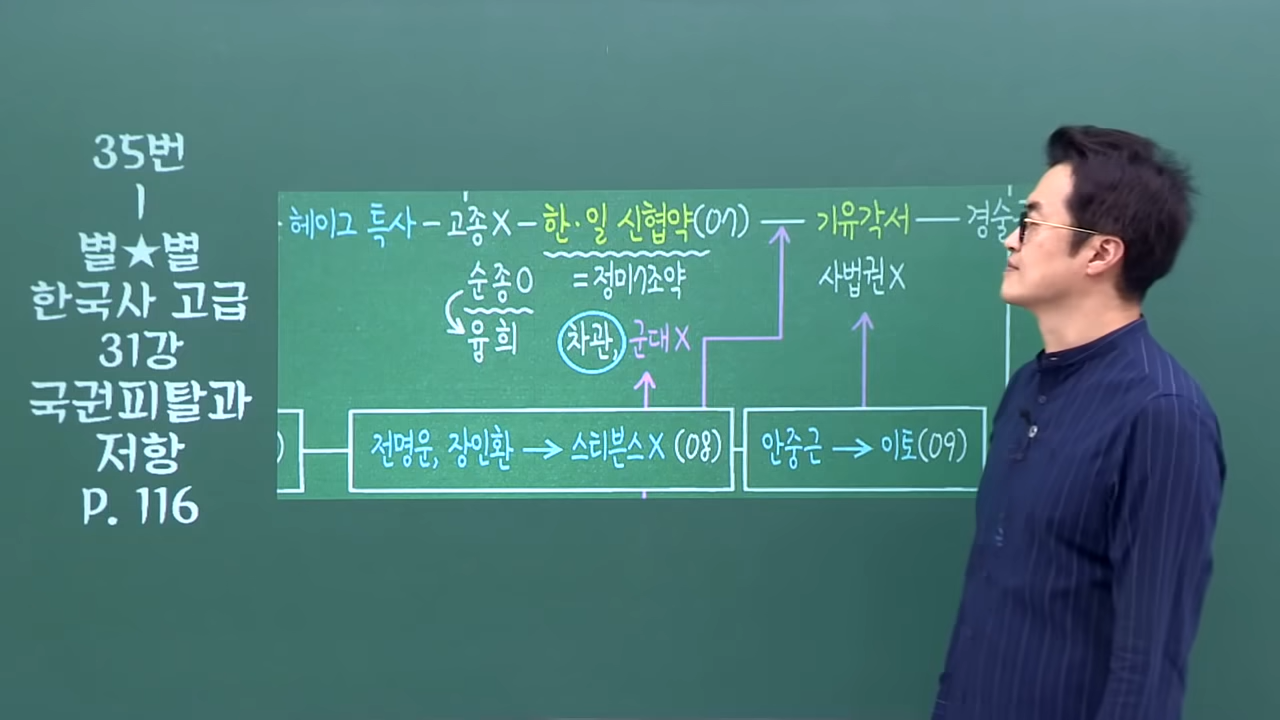 35번
별★별
한국사 고급
31강
국권피탈과
저항
P. 116
헤이그 특사 - 고종X - 한·일 신협약(07) — 기유각서 — 경술
순종O =정미7조약 사법권X
융희 차관, 군대X
) 전명운, 장인환 → 스티븐스X (08) 안중근 → 이토(09)